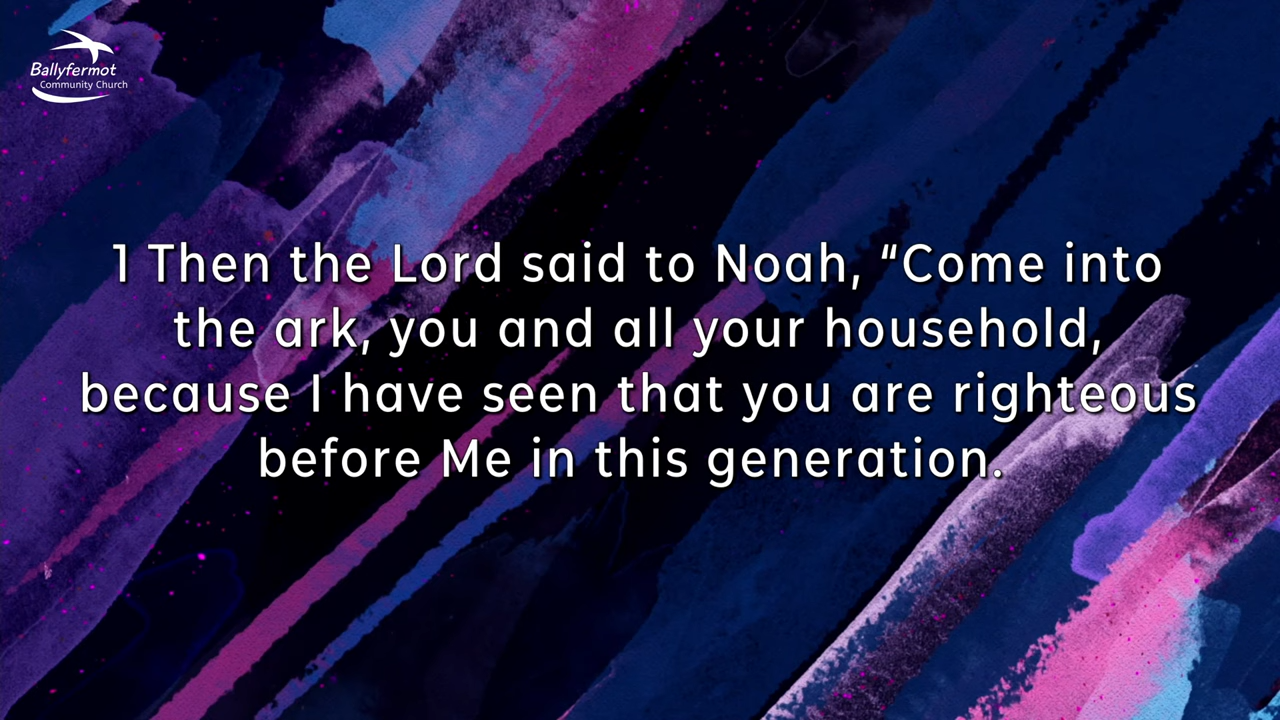 Ballyfermot
Community Church
1 Then the Lord said to Noah, “Come into
the ark, you and all your household,
because I have seen that you are righteous
before Me in this generation.